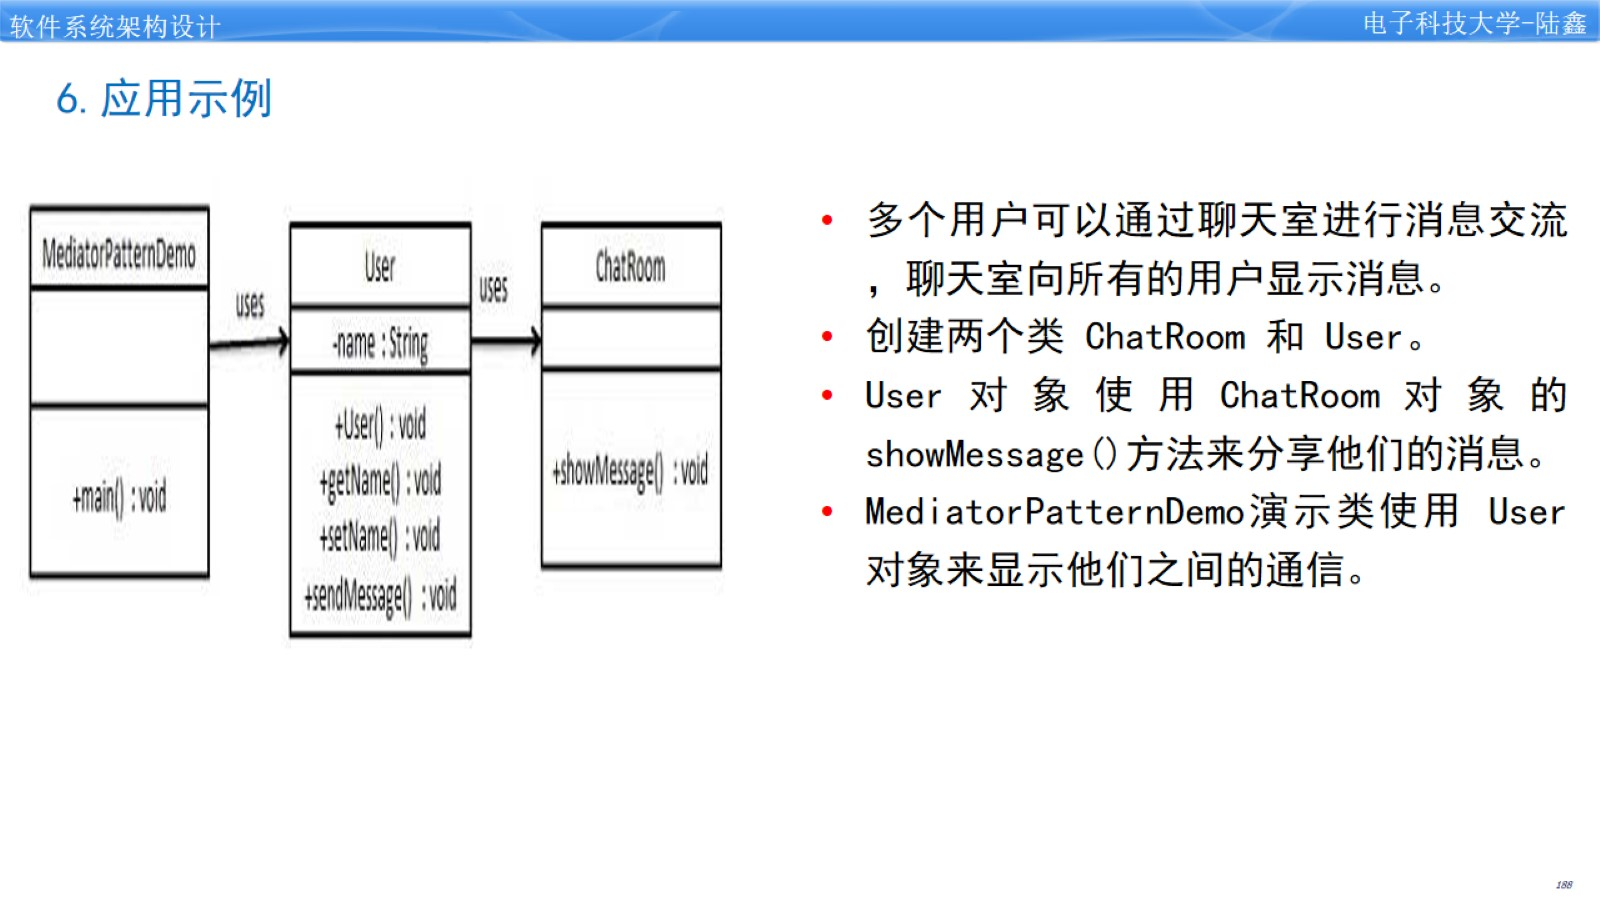 软件系统架构设计
电子科技大学-陆鑫
6.应用示例
MediatorPatternDemo
+main() : void
uses
User
-name : String
+User() : void
+getName() : void
+setName() : void
+sendMessage() : void
uses
ChatRoom
+showMessage() : void
• 多个用户可以通过聊天室进行消息交流
，聊天室向所有的用户显示消息。
• 创建两个类 ChatRoom 和 User。
• User 对 象 使 用 ChatRoom 对 象 的
showMessage()方法来分享他们的消息。
• MediatorPatternDemo演示类使用 User
对象来显示他们之间的通信。
188